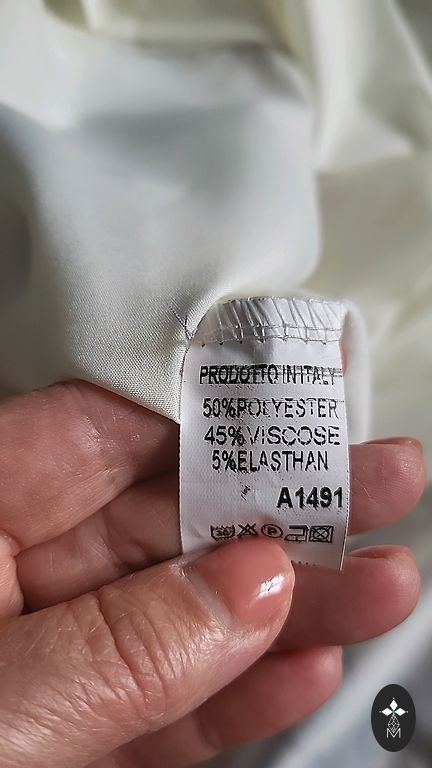 PRODOTTO IN ITALY
50%POLYESTER
45%VISCOSE
5%ELASTHAN
A1491